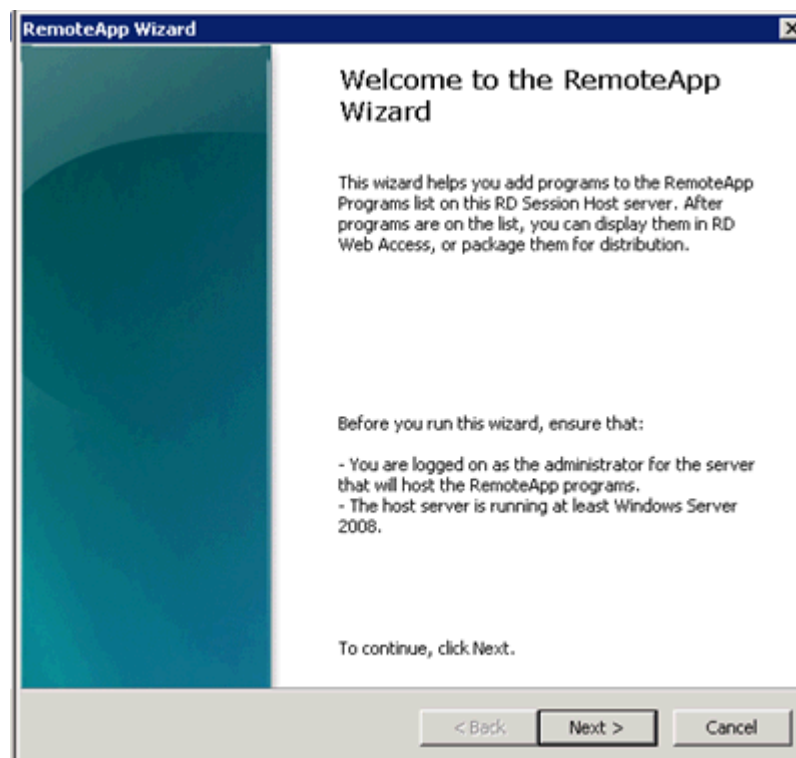 RemoteApp Wizard
Welcome to the RemoteApp
Wizard
This wizard helps you add programs to the RemoteApp
Programs list on this RD Session Host server. After
programs are on the list, you can display them in RD
Web Access, or package them for distribution.
Before you run this wizard, ensure that:
- You are logged on as the administrator for the server
that will host the RemoteApp programs.
- The host server is running at least Windows Server
2008.
To continue, click Next.
< Back
Next >
Cancel